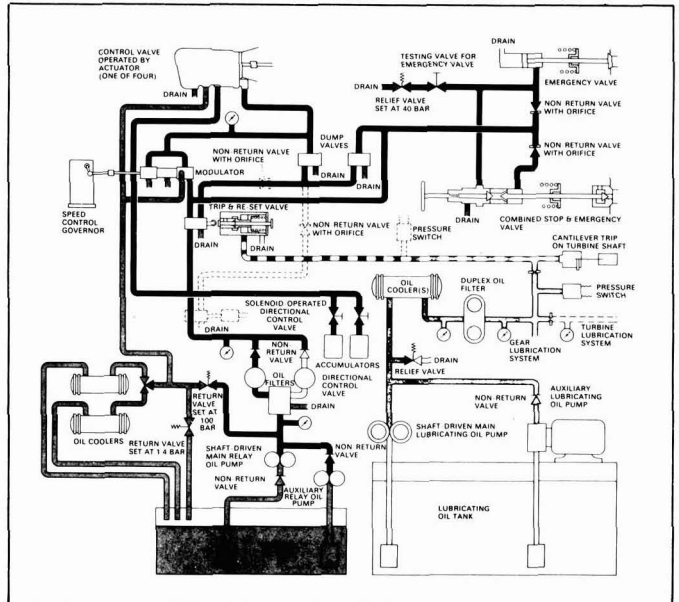 CONTROL VALVE
OPERATED BY
ACTUATOR
(ONE OF FOUR)
DRAIN
TESTING VALVE FOR
EMERGENCY VALVE
DRAIN
RELIEF VALVE
SET AT 40 BAR
DRAIN
EMERGENCY VALVE
NON RETURN VALVE
WITH ORIFICE
NON RETURN VALVE
WITH ORIFICE
DUMP
VALVES
NON RETURN VALVE
WITH ORIFICE
MODULATOR
DRAIN
DRAIN
SPEED
CONTROL
GOVERNOR
TRIP & RE SET VALVE
DRAIN
DRAIN
NON RETURN VALVE
WITH ORIFICE
PRESSURE
SWITCH
DRAIN
COMBINED STOP & EMERGENCY
VALVE
CANTILEVER TRIP
ON TURBINE SHAFT
PRESSURE
SWITCH
OIL
COOLER(S)
DUPLEX OIL
FILTER
SOLENOID OPERATED
DIRECTIONAL
CONTROL
VALVE
DRAIN
ACCUMULATORS
GEAR
LUBRICATION
SYSTEM
TURBINE
LUBRICATION
SYSTEM
NON
RETURN
VALVE
OIL
FILTERS
DIRECTIONAL
CONTROL
VALVE
DRAIN
DRAIN
RELIEF VALVE
RETURN
VALVE
SET AT
100
BAR
OIL COOLERS
RETURN VALVE
SET AT 1 4 BAR
SHAFT DRIVEN
MAIN RELAY
OIL PUMP
NON RETURN
VALVE
NON RETURN
VALVE
AUXILIARY
RELAY OIL
PUMP
SHAFT DRIVEN MAIN
LUBRICATING OIL PUMP
NON RETURN
VALVE
AUXILIARY
LUBRICATING
OIL PUMP
LUBRICATING
OIL TANK